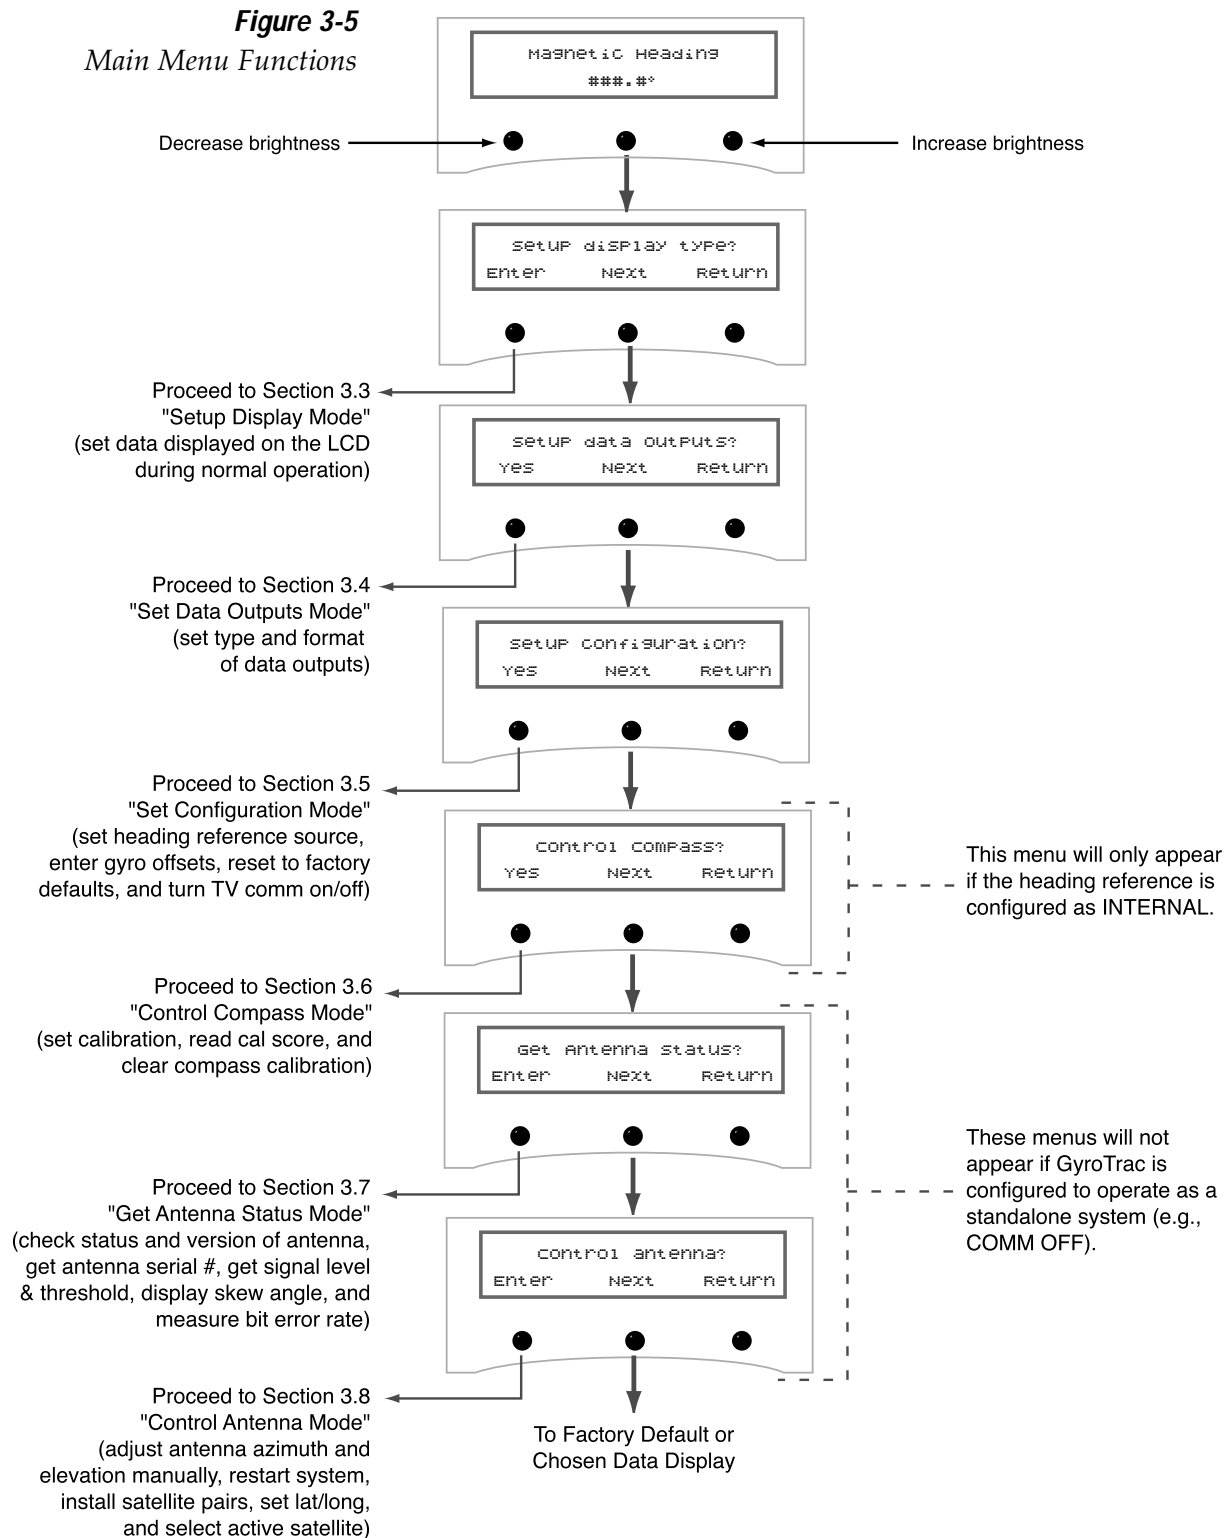 Figure 3-5
Main Menu Functions
Magnetic Heading
###.#°
Decrease brightness
Increase brightness
Setup display type?
Enter Next Return
Proceed to Section 3.3
"Setup Display Mode"
(set data displayed on the LCD
during normal operation)
Setup data outputs?
Yes Next Return
Proceed to Section 3.4
"Set Data Outputs Mode"
(set type and format
of data outputs)
Setup configuration?
Yes Next Return
Proceed to Section 3.5
"Set Configuration Mode"
(set heading reference source,
enter gyro offsets, reset to factory
defaults, and turn TV comm on/off)
Control Compass?
Yes Next Return
This menu will only appear
if the heading reference is
configured as INTERNAL.
Proceed to Section 3.6
"Control Compass Mode"
(set calibration, read cal score, and
clear compass calibration)
Get Antenna Status?
Enter Next Return
These menus will not
appear if GyroTrac is
configured to operate as a
standalone system (e.g.,
COMM OFF).
Proceed to Section 3.7
"Get Antenna Status Mode"
(check status and version of antenna,
get antenna serial #, get signal level
& threshold, display skew angle, and
measure bit error rate)
Control antenna?
Enter Next Return
Proceed to Section 3.8
"Control Antenna Mode"
(adjust antenna azimuth and
elevation manually, restart system,
install satellite pairs, set lat/long,
and select active satellite)
To Factory Default or
Chosen Data Display